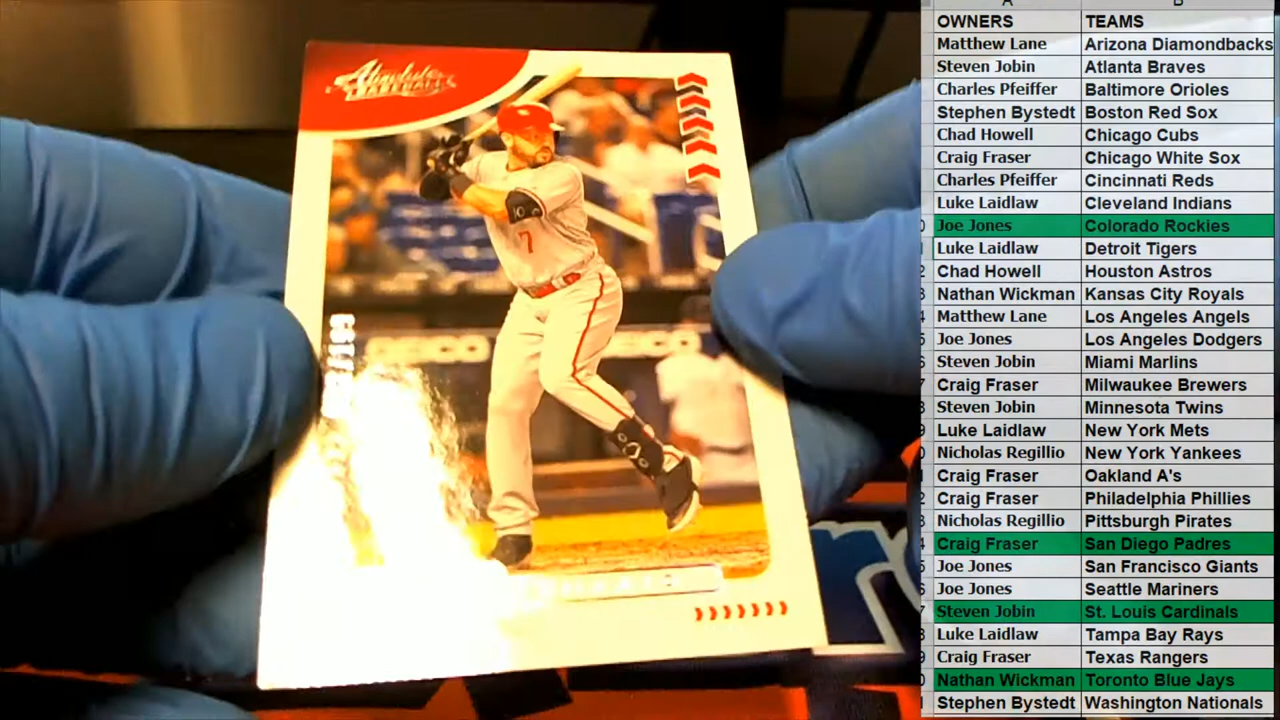 Absolute
BASEBALL
7
GEICO
GEICO
OWNERS TEAMS
Matthew Lane Arizona Diamondbacks
Steven Jobin Atlanta Braves
Charles Pfeiffer Baltimore Orioles
Stephen Bystedt Boston Red Sox
Chad Howell Chicago Cubs
Craig Fraser Chicago White Sox
Charles Pfeiffer Cincinnati Reds
Luke Laidlaw Cleveland Indians
Joe Jones Colorado Rockies
Luke Laidlaw Detroit Tigers
Chad Howell Houston Astros
Nathan Wickman Kansas City Royals
Matthew Lane Los Angeles Angels
Joe Jones Los Angeles Dodgers
Steven Jobin Miami Marlins
Craig Fraser Milwaukee Brewers
Steven Jobin Minnesota Twins
Luke Laidlaw New York Mets
Nicholas Regillio New York Yankees
Craig Fraser Oakland A's
Craig Fraser Philadelphia Phillies
Nicholas Regillio Pittsburgh Pirates
Craig Fraser San Diego Padres
Joe Jones San Francisco Giants
Joe Jones Seattle Mariners
Steven Jobin St. Louis Cardinals
Luke Laidlaw Tampa Bay Rays
Craig Fraser Texas Rangers
Nathan Wickman Toronto Blue Jays
Stephen Bystedt Washington Nationals